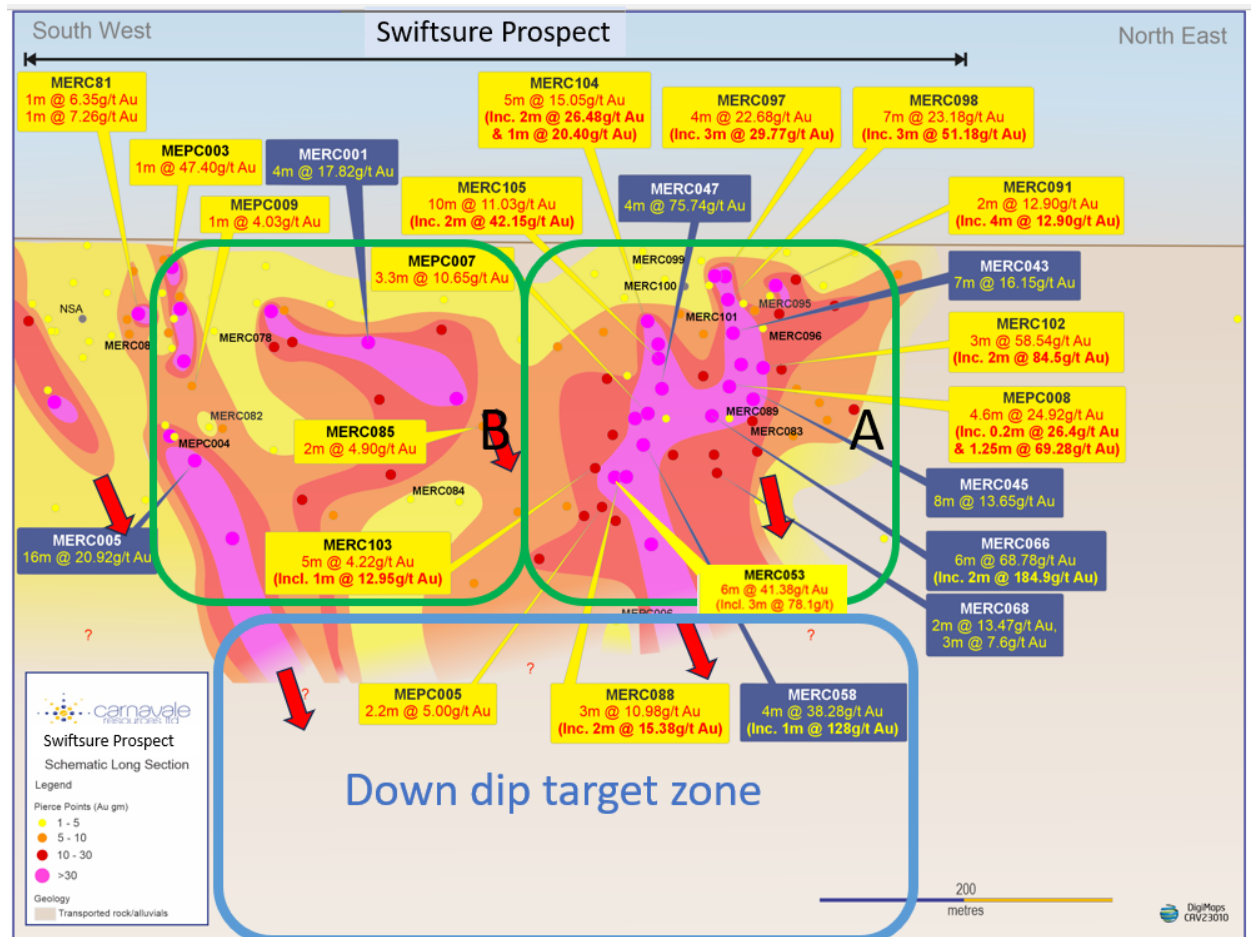 South West
Swiftsure Prospect
North East
MERC81
1m @ 6.35g/t Au
1m @ 7.26g/t Au
MEPC003
1m @ 47.40g/t Au
MEPC009
1m @ 4.03g/t Au
MERC001
4m @ 17.82g/t Au
MERC104
5m @ 15.05g/t Au
(Inc. 2m @ 26.48g/t Au
& 1m @ 20.40g/t Au)
MERC097
4m @ 22.68g/t Au
(Inc. 3m @ 29.77g/t Au)
MERC098
7m @ 23.18g/t Au
(Inc. 3m @ 51.18g/t Au)
MERC105
10m @ 11.03g/t Au
(Inc. 2m @ 42.15g/t Au)
MERC047
4m @ 75.74g/t Au
MERC091
2m @ 12.90g/t Au
(Inc. 4m @ 12.90g/t Au)
MEPC007
3.3m @ 10.65g/t Au
MERC099
MERC100
MERC043
7m @ 16.15g/t Au
NSA
MERC08
MERC078
MERC101
MERC095
MERC096
MERC102
3m @ 58.54g/t Au
(Inc. 2m @ 84.5g/t Au)
MERC082
MEPC004
MERC085
2m @ 4.90g/t Au
B
MERC089
MERC083
A
MEPC008
4.6m @ 24.92g/t Au
(Inc. 0.2m @ 26.4g/t Au
& 1.25m @ 69.28g/t Au)
MERC084
MERC045
8m @ 13.65g/t Au
MERC005
16m @ 20.92g/t Au
MERC103
5m @ 4.22g/t Au
(Incl. 1m @ 12.95g/t Au)
MERC066
6m @ 68.78g/t Au
(Inc. 2m @ 184.9g/t Au)
MERC053
6m @ 41.38g/t Au
(Incl. 3m @ 78.1g/t)
MERC068
2m @ 13.47g/t Au,
3m @ 7.6g/t Au
MEPC006
?
?
?
?
MEPC005
2.2m @ 5.00g/t Au
MERC088
3m @ 10.98g/t Au
(Inc. 2m @ 15.38g/t Au)
MERC058
4m @ 38.28g/t Au
(Inc. 1m @ 128g/t Au)
carnavale
resources ltd
Swiftsure Prospect
Schematic Long Section
Legend
Pierce Points (Au gm)
1 - 5
5 - 10
10 - 30
>30
Geology
Transported rock/alluvials
Down dip target zone
200
metres
DigiMaps
CAV23010